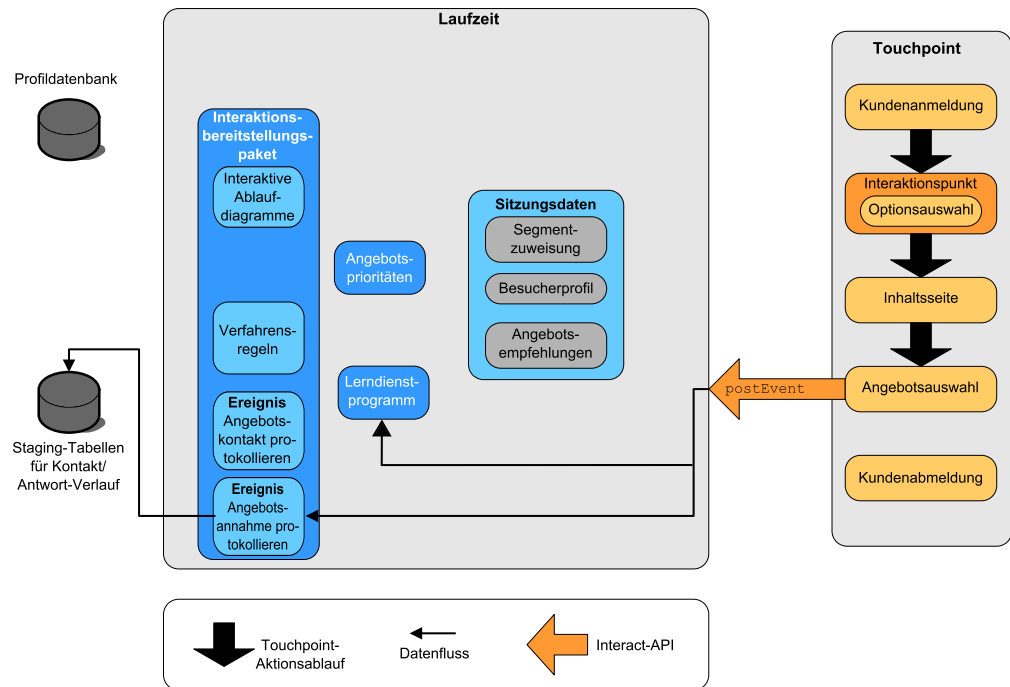 Laufzeit
Profildatenbank
Interaktions-
bereitstellungs-
paket
Interaktive
Ablauf-
diagramme
Angebots-
prioritäten
Verfahrens-
regeln
Lerndienst-
programm
Ereignis
Angebots-
kontakt pro-
tokollieren
Ereignis
Angebots-
annahme pro-
tokollieren
Staging-Tabellen
für Kontakt/
Antwort-Verlauf
Sitzungsdaten
Segment-
zuweisung
Besucherprofil
Angebots-
empfehlungen
Touchpoint
Kundenanmeldung
Interaktionspunkt
Optionsauswahl
Inhaltsseite
postEvent
Angebotsauswahl
Kundenabmeldung
Touchpoint-
Aktionsablauf
Datenfluss
Interact-API